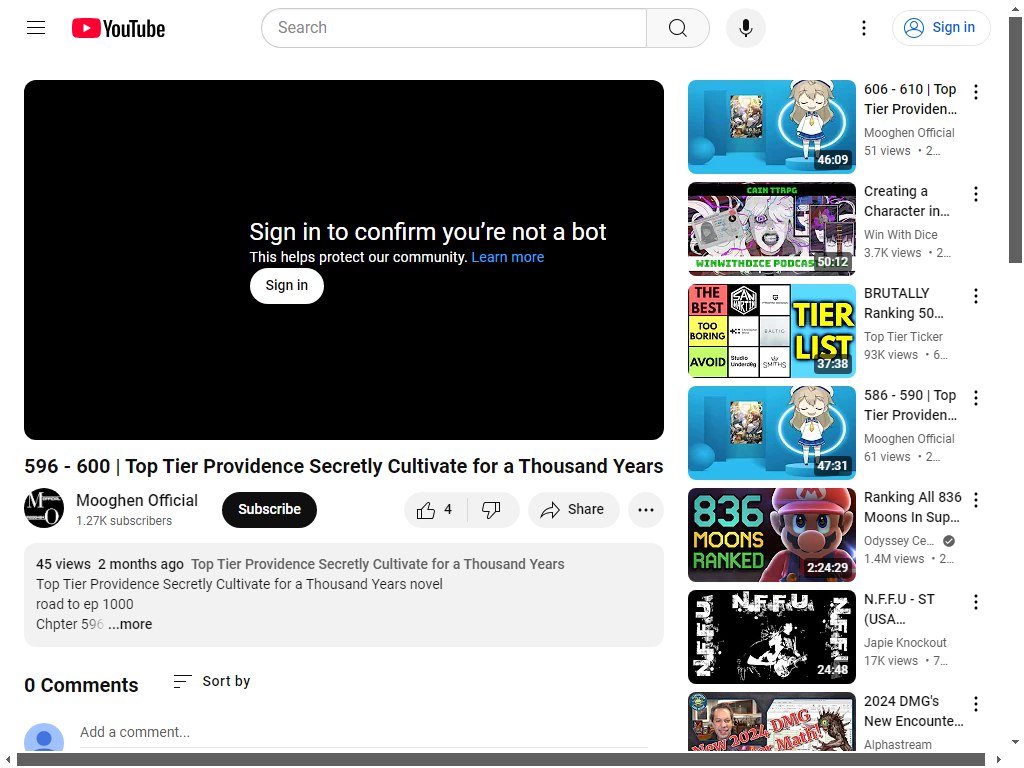 YouTube
Search
Sign in
Sign in to confirm you’re not a bot
This helps protect our community. Learn more
Sign in
596 - 600 | Top Tier Providence Secretly Cultivate for a Thousand Years
Mooghen Official
1.27K subscribers
Subscribe
4
Share
45 views 2 months ago Top Tier Providence Secretly Cultivate for a Thousand Years
Top Tier Providence Secretly Cultivate for a Thousand Years novel
road to ep 1000
Chpter 596 ...more
0 Comments
Sort by
Add a comment...
46:09
606 - 610 | Top
Tier Providen...
Mooghen Official
51 views • 2...
CAIN TTRPG
WINWITHDICE PODCAS
50:12
Creating a
Character in...
Win With Dice
3.7K views • 2...
THE
BEST
SAN
MARTIN
TOO
BORING
BALTIC
AVOID
Studio
Underd0g
SMITHS
TIER
LIST
37:38
BRUTALLY
Ranking 50...
Top Tier Ticker
93K views • 6...
47:31
586 - 590 | Top
Tier Providen...
Mooghen Official
61 views • 2...
836
MOONS
RANKED
2:24:29
Ranking All 836
Moons In Sup...
Odyssey Ce...
1.4M views • 2...
N.F.F.U
N.F.F.U
N.F.F.U
24:48
N.F.F.U - ST
(USA...
Japie Knockout
17K views • 7...
New 2024 DMG
for Math!
2024 DMG's
New Encounte...
Alphastream